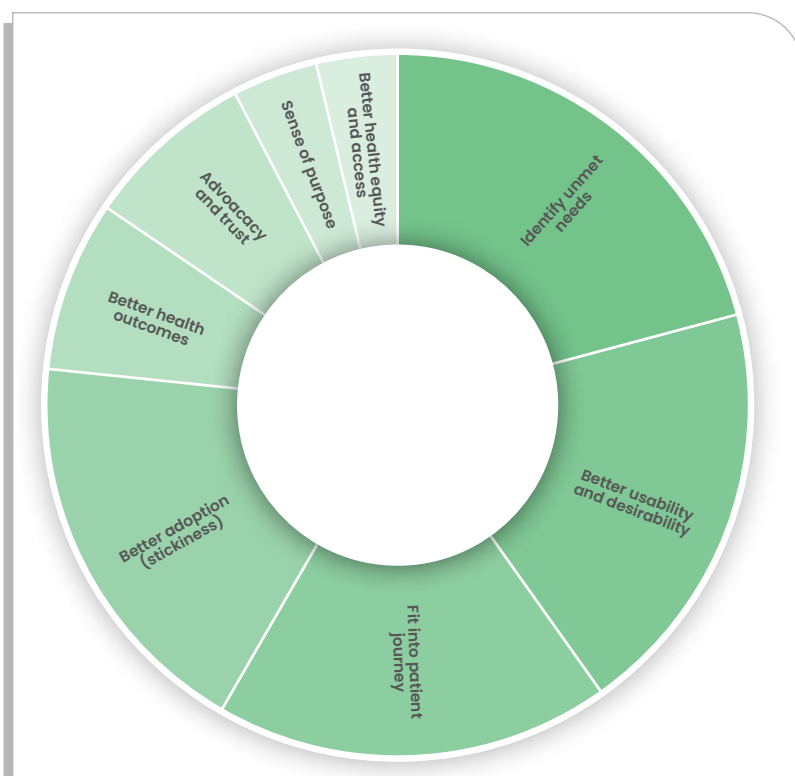 Identify unmet
needs
Better usability
and desirability
Fit into patient
journey
Better adoption
(stickiness)
Better health
outcomes
Advoacacy
and trust
Sense of purpose
Better health equity
and access